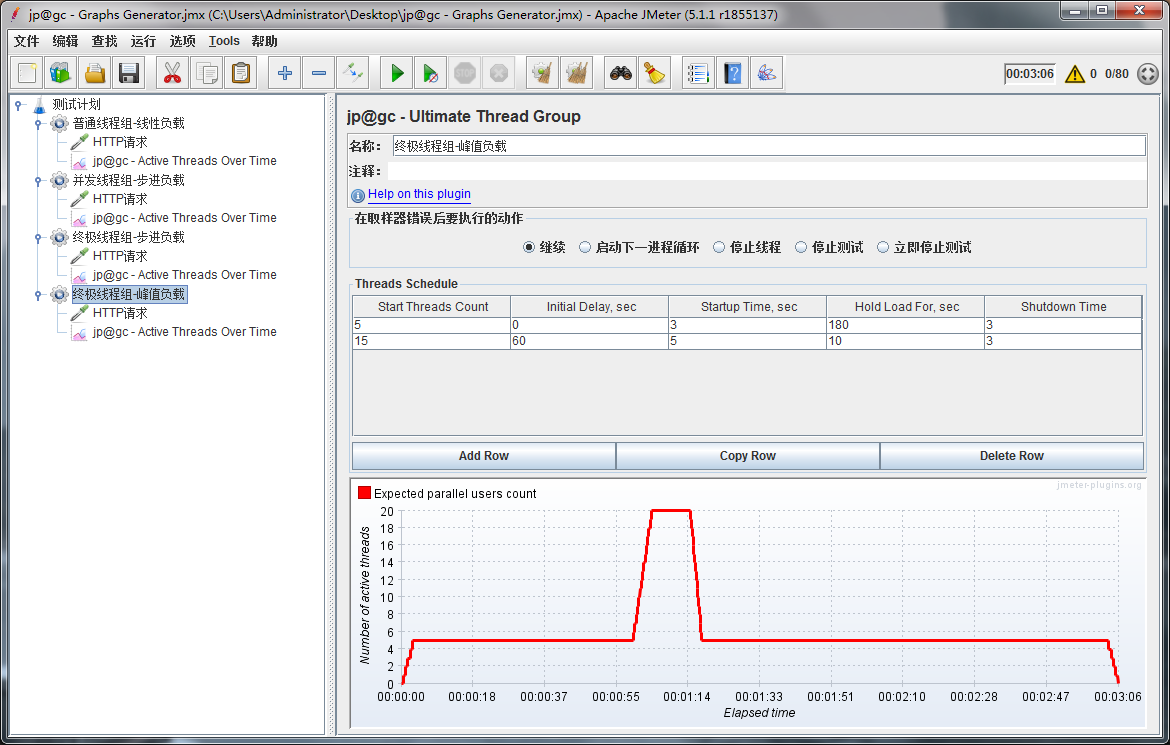 jp@gc - Graphs Generator.jmx (C:\Users\Administrator\Desktop\jp@gc - Graphs Generator.jmx) - Apache JMeter (5.1.1 r1855137)
文件 编辑 查找 运行 选项 Tools 帮助
STOP 00:03:06 0 0/80
测试计划
普通线程组-线性负载
HTTP请求
jp@gc - Active Threads Over Time
并发线程组-步进负载
HTTP请求
jp@gc - Active Threads Over Time
终极线程组-步进负载
HTTP请求
jp@gc - Active Threads Over Time
终极线程组-峰值负载
HTTP请求
jp@gc - Active Threads Over Time
jp@gc - Ultimate Thread Group
名称： 终极线程组-峰值负载
注释：
Help on this plugin
在取样器错误后要执行的动作
继续 启动下一进程循环 停止线程 停止测试 立即停止测试
Threads Schedule
Start Threads Count Initial Delay, sec Startup Time, sec Hold Load For, sec Shutdown Time
5 0 3 180 3
15 60 5 10 3
Add Row Copy Row Delete Row
jmeter-plugins.org
Expected parallel users count
Number of active threads
20
18
16
14
12
10
8
6
4
2
0
00:00:00 00:00:18 00:00:37 00:00:55 00:01:14 00:01:33 00:01:51 00:02:10 00:02:28 00:02:47 00:03:06
Elapsed time